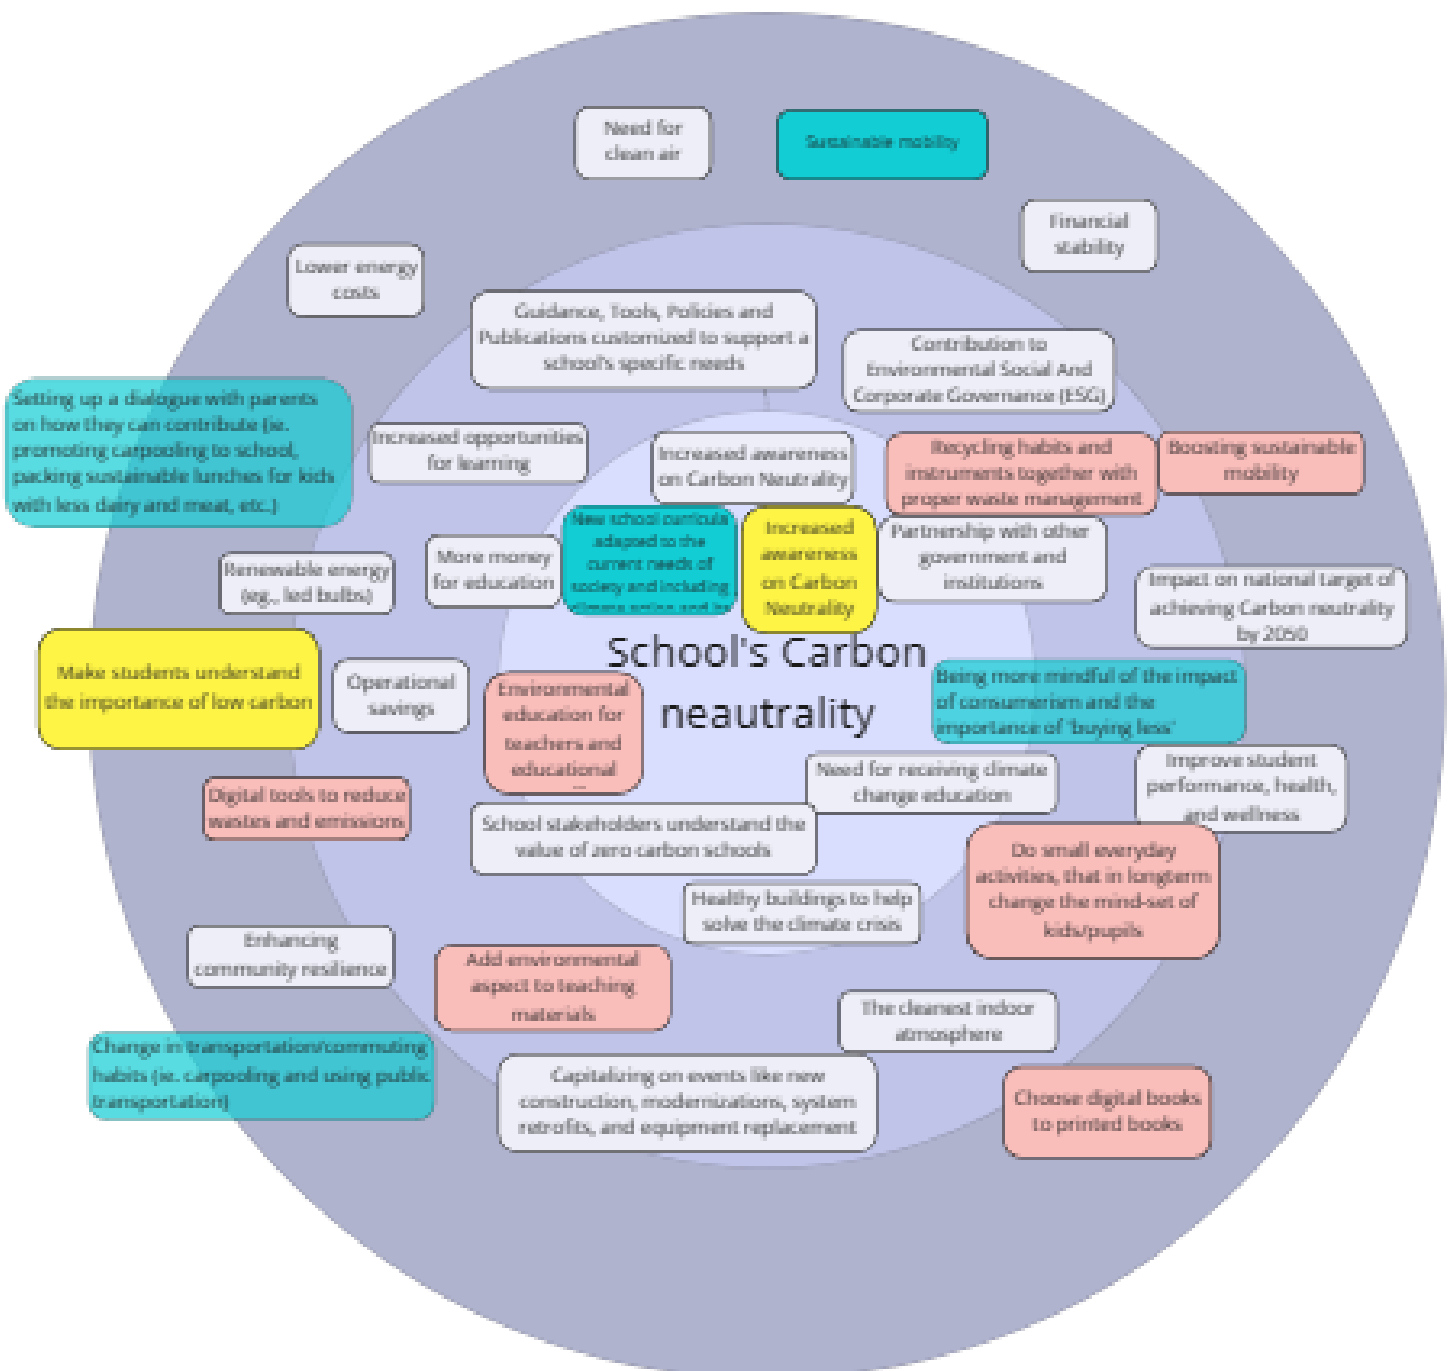 Need for
clean air
Sustainable mobility
Financial
stability
Lower energy
costs
Guidance, Tools, Policies and
Publications customized to support a
school's specific needs
Contribution to
Environmental Social And
Corporate Governance (ESG)
Setting up a dialogue with parents
on how they can contribute (ie.
promoting carpooling to school,
packing sustainable lunches for kids
with less dairy and meat, etc.)
Increased opportunities
for learning
Increased awareness
on Carbon Neutrality
Recycling habits and
instruments together with
proper waste management
Boosting sustainable
mobility
New school curricula
adapted to the
current needs of
society and including
climate action and
Increased
awareness
on Carbon
Neutrality
Partnership with other
government and
institutions
More money
for education
Renewable energy
(eg., led bulbs)
Impact on national target of
achieving Carbon neutrality
by 2050
School's Carbon
neautrality
Make students understand
the importance of low carbon
Operational
savings
Environmental
education for
teachers and
educational
...
Being more mindful of the impact
of consumerism and the
importance of 'buying less'
Need for receiving climate
change education
Improve student
performance, health,
and wellness
Digital tools to reduce
wastes and emissions
School stakeholders understand the
value of zero carbon schools
Do small everyday
activities, that in longterm
change the mind-set of
kids/pupils
Healthy buildings to help
solve the climate crisis
Enhancing
community resilience
Add environmental
aspect to teaching
materials
The cleanest indoor
atmosphere
Change in transportation/commuting
habits (ie. carpooling and using public
transportation)
Capitalizing on events like new
construction, modernizations, system
retrofits, and equipment replacement
Choose digital books
to printed books